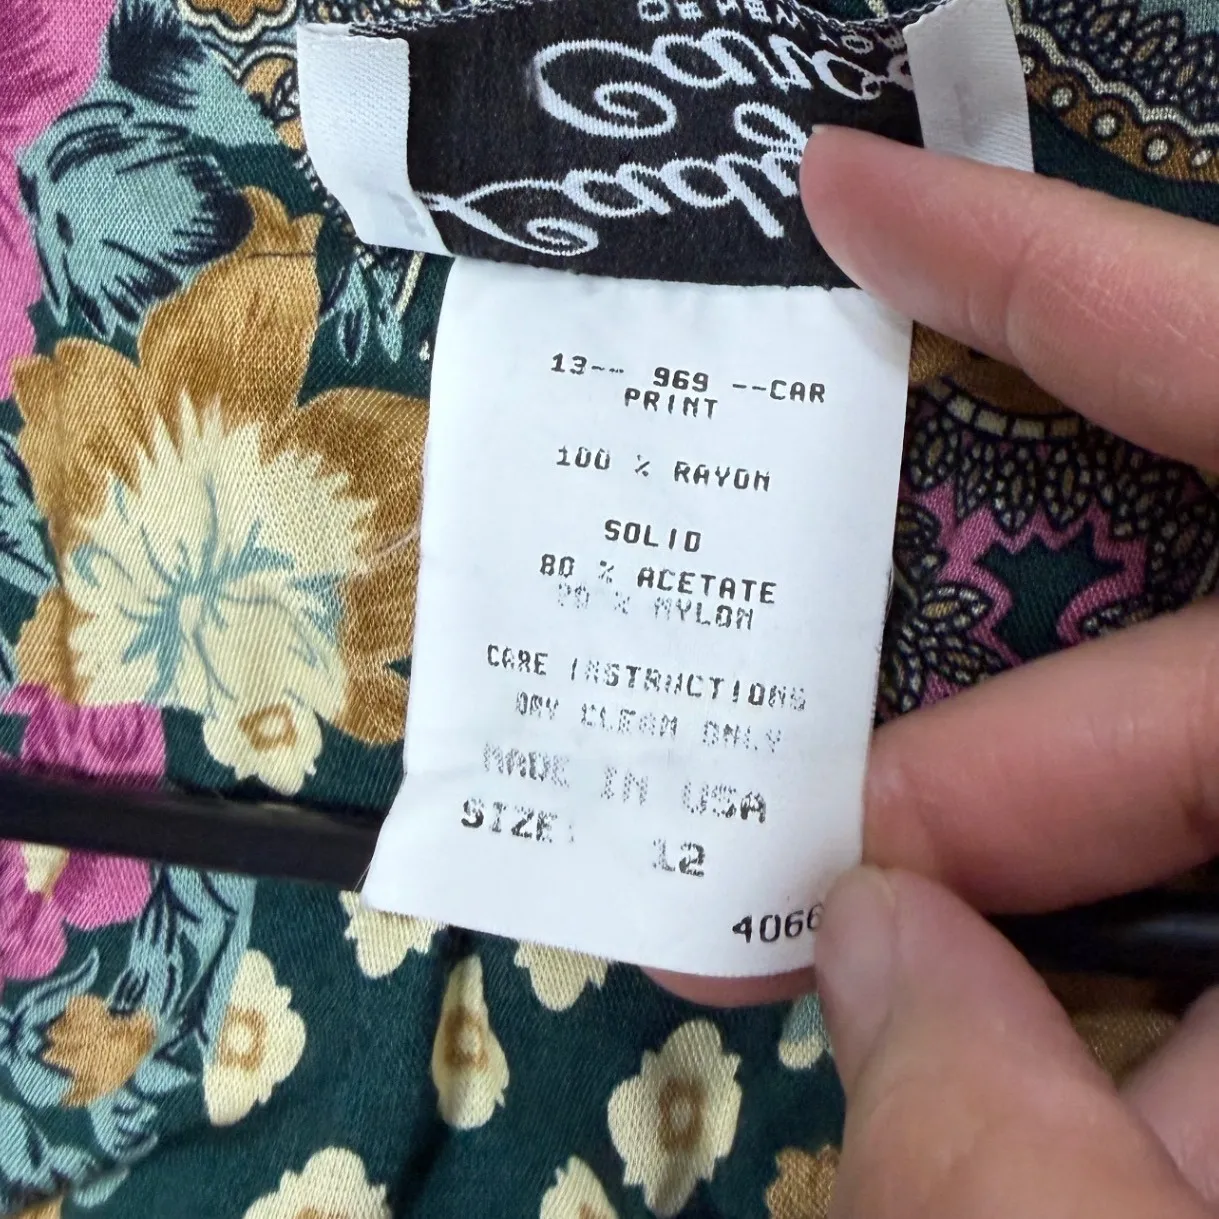 13-- 969 --CAR
PRINT
100 % RAYON
SOLID
80 % ACETATE
20 % NYLON
CARE INSTRUCTIONS
DRY CLEAN ONLY
MADE IN USA
SIZE: 12
4066